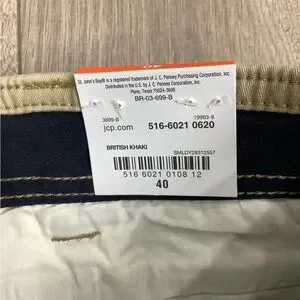 St. John's Bay® is a registered trademark of J. C. Penney Purchasing Corporation, Inc.
Distributed in the U.S. by J. C. Penney Corporation, Inc.
Plano, Texas 75024-3698
BR-03-699-B
3699-B 19963-8
jcp.com 516-6021 0620
BRITISH KHAKI
SMLDY28312557
516 6021 0108 12
40